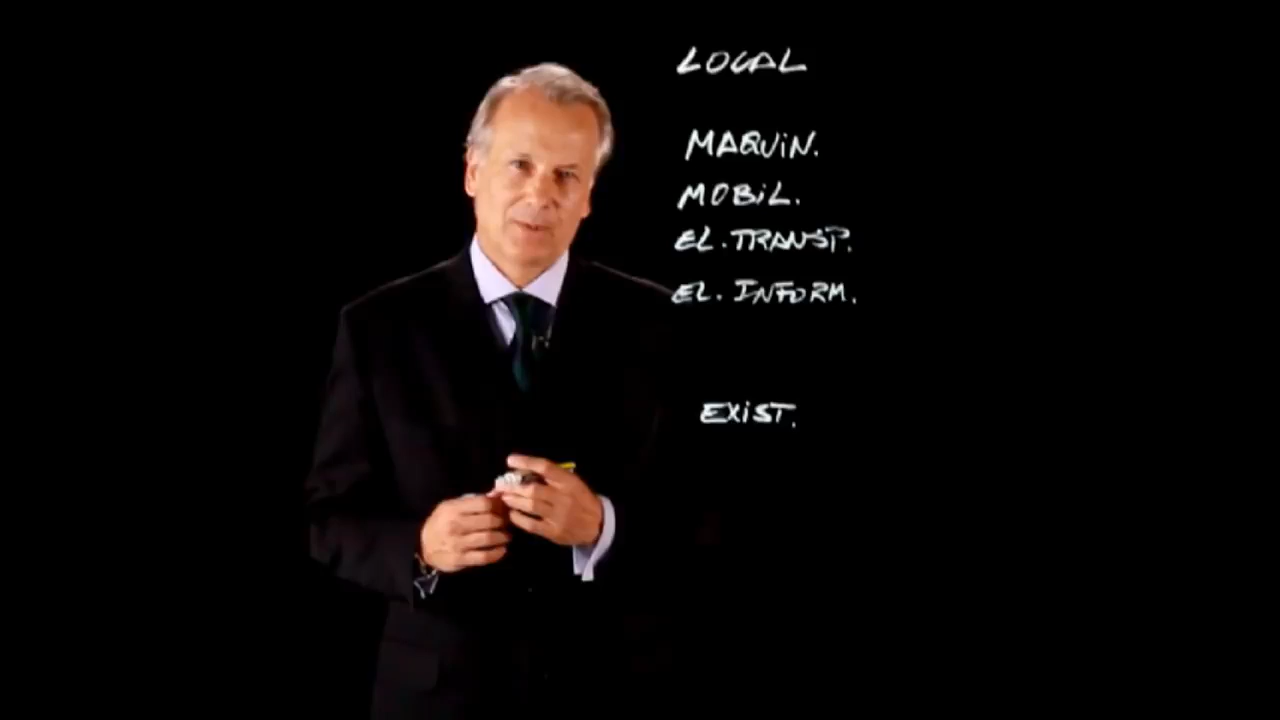 LOCAL
MAQUiN.
MOBiL.
EL. TRANSP.
EL. INFORM.
EXiST.